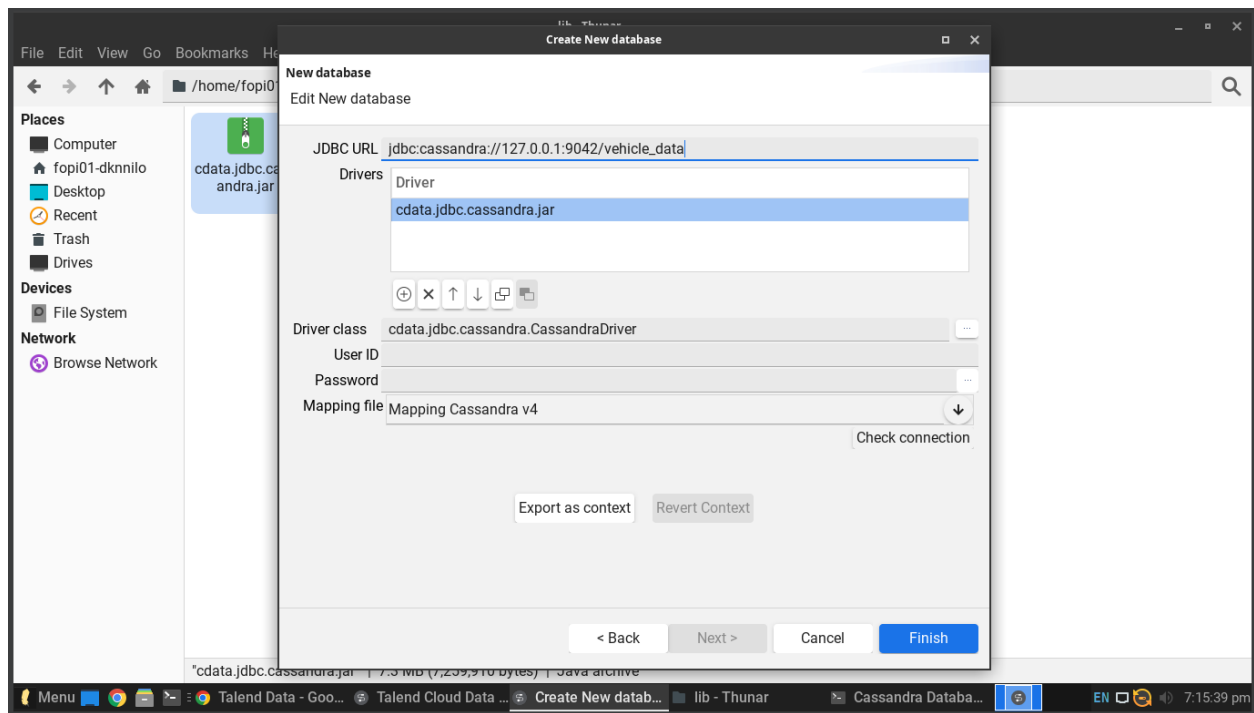 lib - Thunar
Create New database
File Edit View Go Bookmarks He
New database
/home/fopi01
Edit New database
Places
Computer
fopi01-dknnilo
Desktop
Recent
Trash
Drives
Devices
File System
Network
Browse Network
cdata.jdbc.ca
andra.jar
JDBC URL jdbc:cassandra://127.0.0.1:9042/vehicle_data
Drivers
Driver
cdata.jdbc.cassandra.jar
Driver class cdata.jdbc.cassandra.CassandraDriver
...
User ID
Password
...
Mapping file Mapping Cassandra v4
Check connection
Export as context Revert Context
< Back Next > Cancel Finish
"cdata.jdbc.cassandra.jar" | 7.3 MB (7,259,910 bytes) | Java archive
Menu Talend Data - Goo... Talend Cloud Data ... Create New datab... lib - Thunar Cassandra Databa... EN 7:15:39 pm